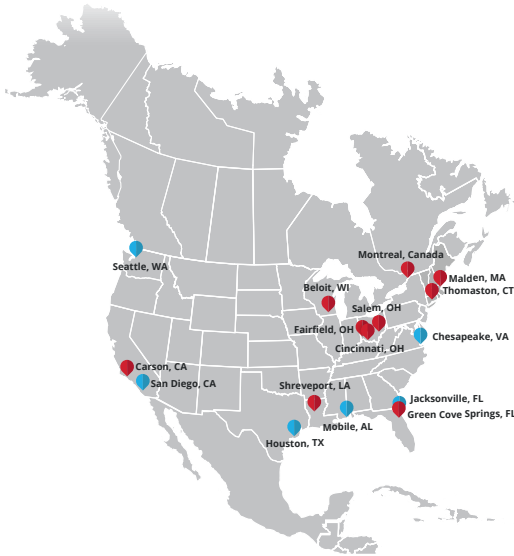 Montreal, Canada
Seattle, WA
Malden, MA
Beloit, WI
Thomaston, CT
Salem, OH
Fairfield, OH
Chesapeake, VA
Cincinnati, OH
Carson, CA
San Diego, CA
Shreveport, LA
Jacksonville, FL
Green Cove Springs, FL
Mobile, AL
Houston, TX